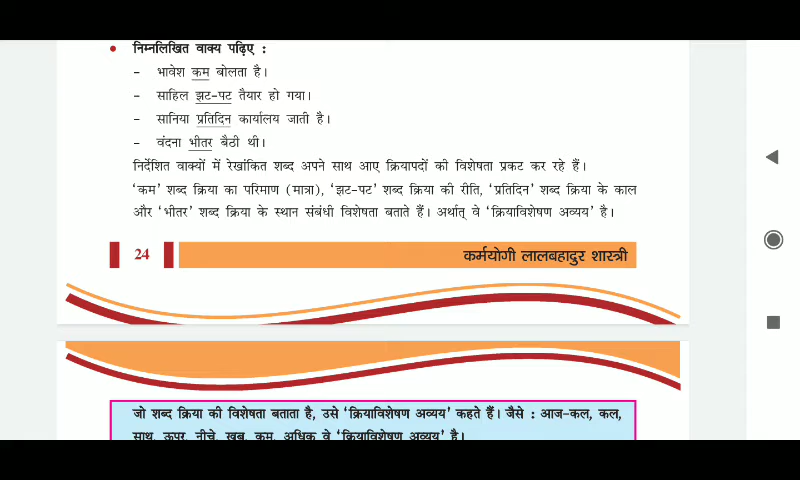 • निम्नलिखित वाक्य पढ़िए :
– भावेश कम बोलता है।
– साहिल झट-पट तैयार हो गया।
– सानिया प्रतिदिन कार्यालय जाती है।
– वंदना भीतर बैठी थी।
निर्देशित वाक्यों में रेखांकित शब्द अपने साथ आए क्रियापदों की विशेषता प्रकट कर रहे हैं।
‘कम’ शब्द क्रिया का परिमाण (मात्रा), ‘झट-पट’ शब्द क्रिया की रीति, ‘प्रतिदिन’ शब्द क्रिया के काल
और ‘भीतर’ शब्द क्रिया के स्थान संबंधी विशेषता बताते हैं। अर्थात् वे ‘क्रियाविशेषण अव्यय’ है।
24 कर्मयोगी लालबहादुर शास्त्री
जो शब्द क्रिया की विशेषता बताता है, उसे ‘क्रियाविशेषण अव्यय’ कहते हैं। जैसे : आज-कल, कल,
साथ, ऊपर, नीचे, खूब, कम, अधिक वे ‘क्रियाविशेषण अव्यय’ है।